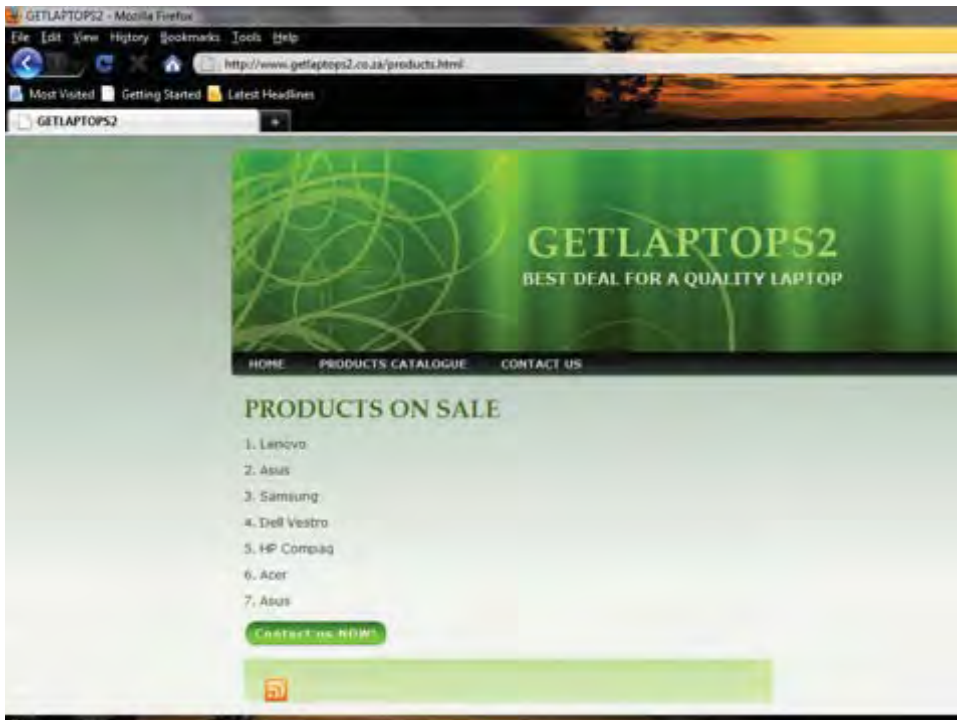 GETLAPTOPS2 - Mozilla Firefox
File Edit View History Bookmarks Tools Help
http://www.getlaptops2.co.za/products.html
Most Visited Getting Started Latest Headlines
GETLAPTOPS2
GETLAPTOPS2
BEST DEAL FOR A QUALITY LAPTOP
HOME PRODUCTS CATALOGUE CONTACT US
PRODUCTS ON SALE
1. Lenovo
2. Asus
3. Samsung
4. Dell Vestro
5. HP Compaq
6. Acer
7. Asus
Contact us NOW!